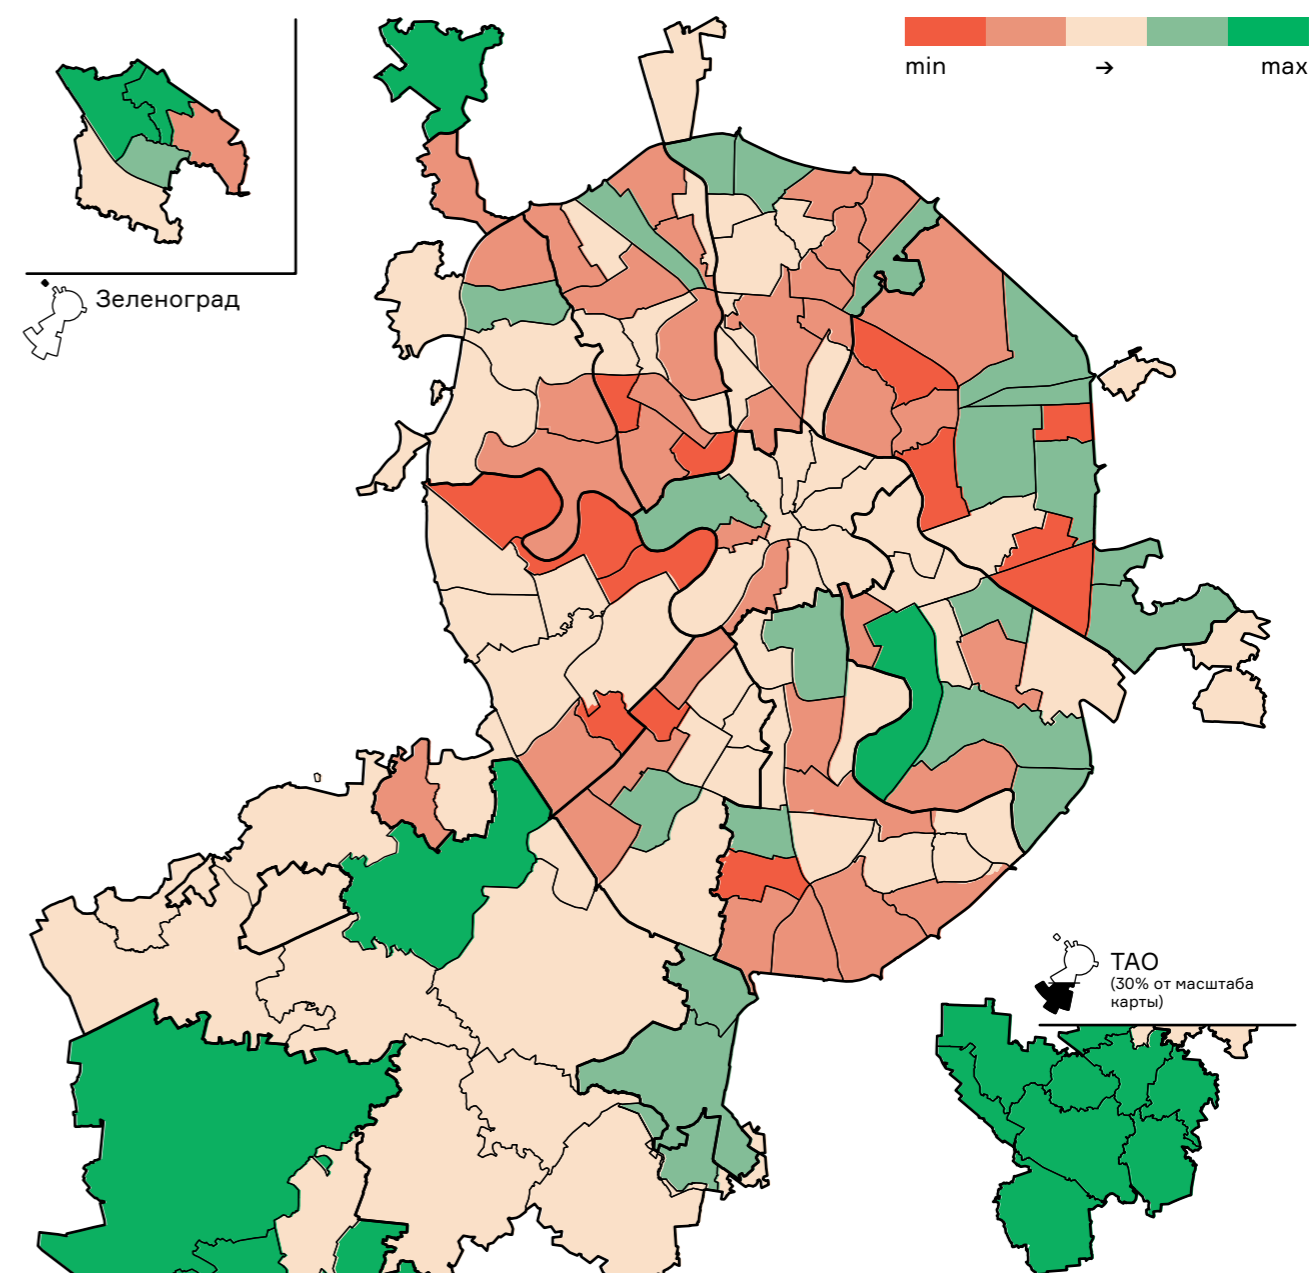 min → max
Зеленоград
ТАО
(30% от масштаба
карты)